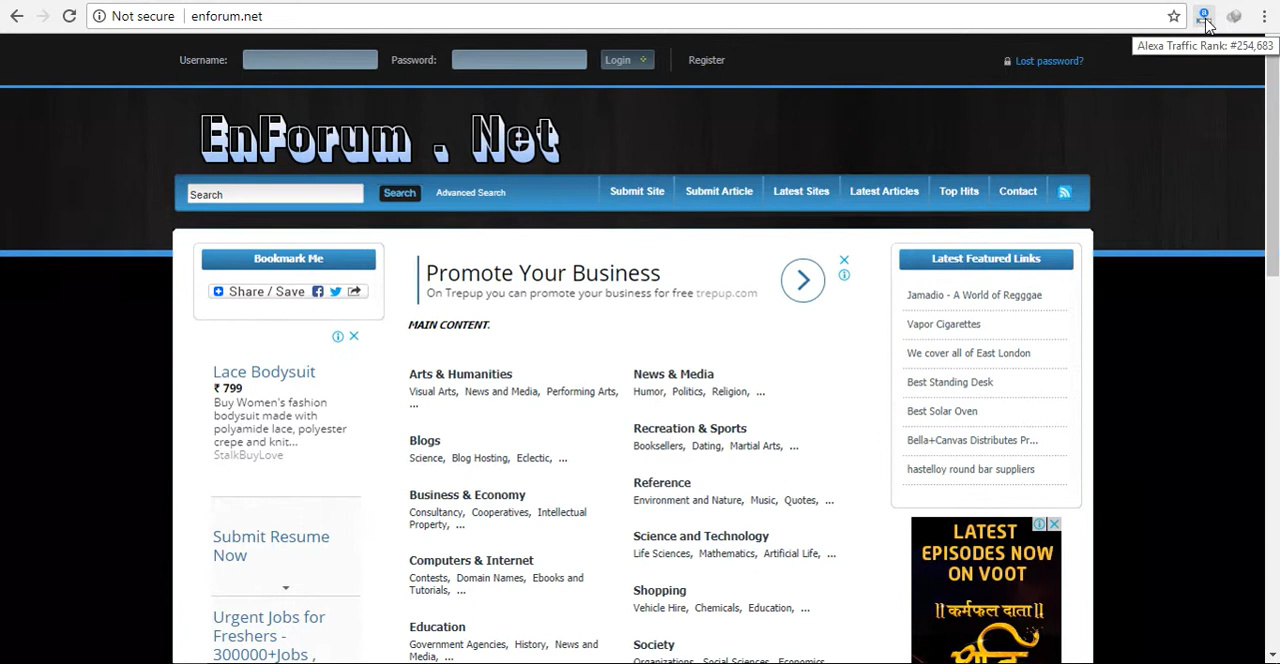 Not secure
enforum.net
Alexa Traffic Rank: #254,683
Username:
Password:
Login
Register
Lost password?
EnForum . Net
Search
Search
Advanced Search
Submit Site
Submit Article
Latest Sites
Latest Articles
Top Hits
Contact
Bookmark Me
Share / Save
Lace Bodysuit
₹ 799
Buy Women's fashion
bodysuit made with
polyamide lace, polyester
crepe and knit...
StalkBuyLove
Submit Resume
Now
Urgent Jobs for
Freshers -
300000+Jobs ,
Promote Your Business
On Trepup you can promote your business for free trepup.com
MAIN CONTENT.
Arts & Humanities
Visual Arts, News and Media, Performing Arts,
...
Blogs
Science, Blog Hosting, Eclectic, ...
Business & Economy
Consultancy, Cooperatives, Intellectual
Property, ...
Computers & Internet
Contests, Domain Names, Ebooks and
Tutorials, ...
Education
Government Agencies, History, News and
Media, ...
News & Media
Humor, Politics, Religion, ...
Recreation & Sports
Booksellers, Dating, Martial Arts, ...
Reference
Environment and Nature, Music, Quotes, ...
Science and Technology
Life Sciences, Mathematics, Artificial Life, ...
Shopping
Vehicle Hire, Chemicals, Education, ...
Society
Organizations, Social Sciences, Economics,
Latest Featured Links
Jamadio - A World of Regggae
Vapor Cigarettes
We cover all of East London
Best Standing Desk
Best Solar Oven
Bella+Canvas Distributes Pr...
hastelloy round bar suppliers
LATEST
EPISODES NOW
ON VOOT
॥ कर्मफल दाता ॥